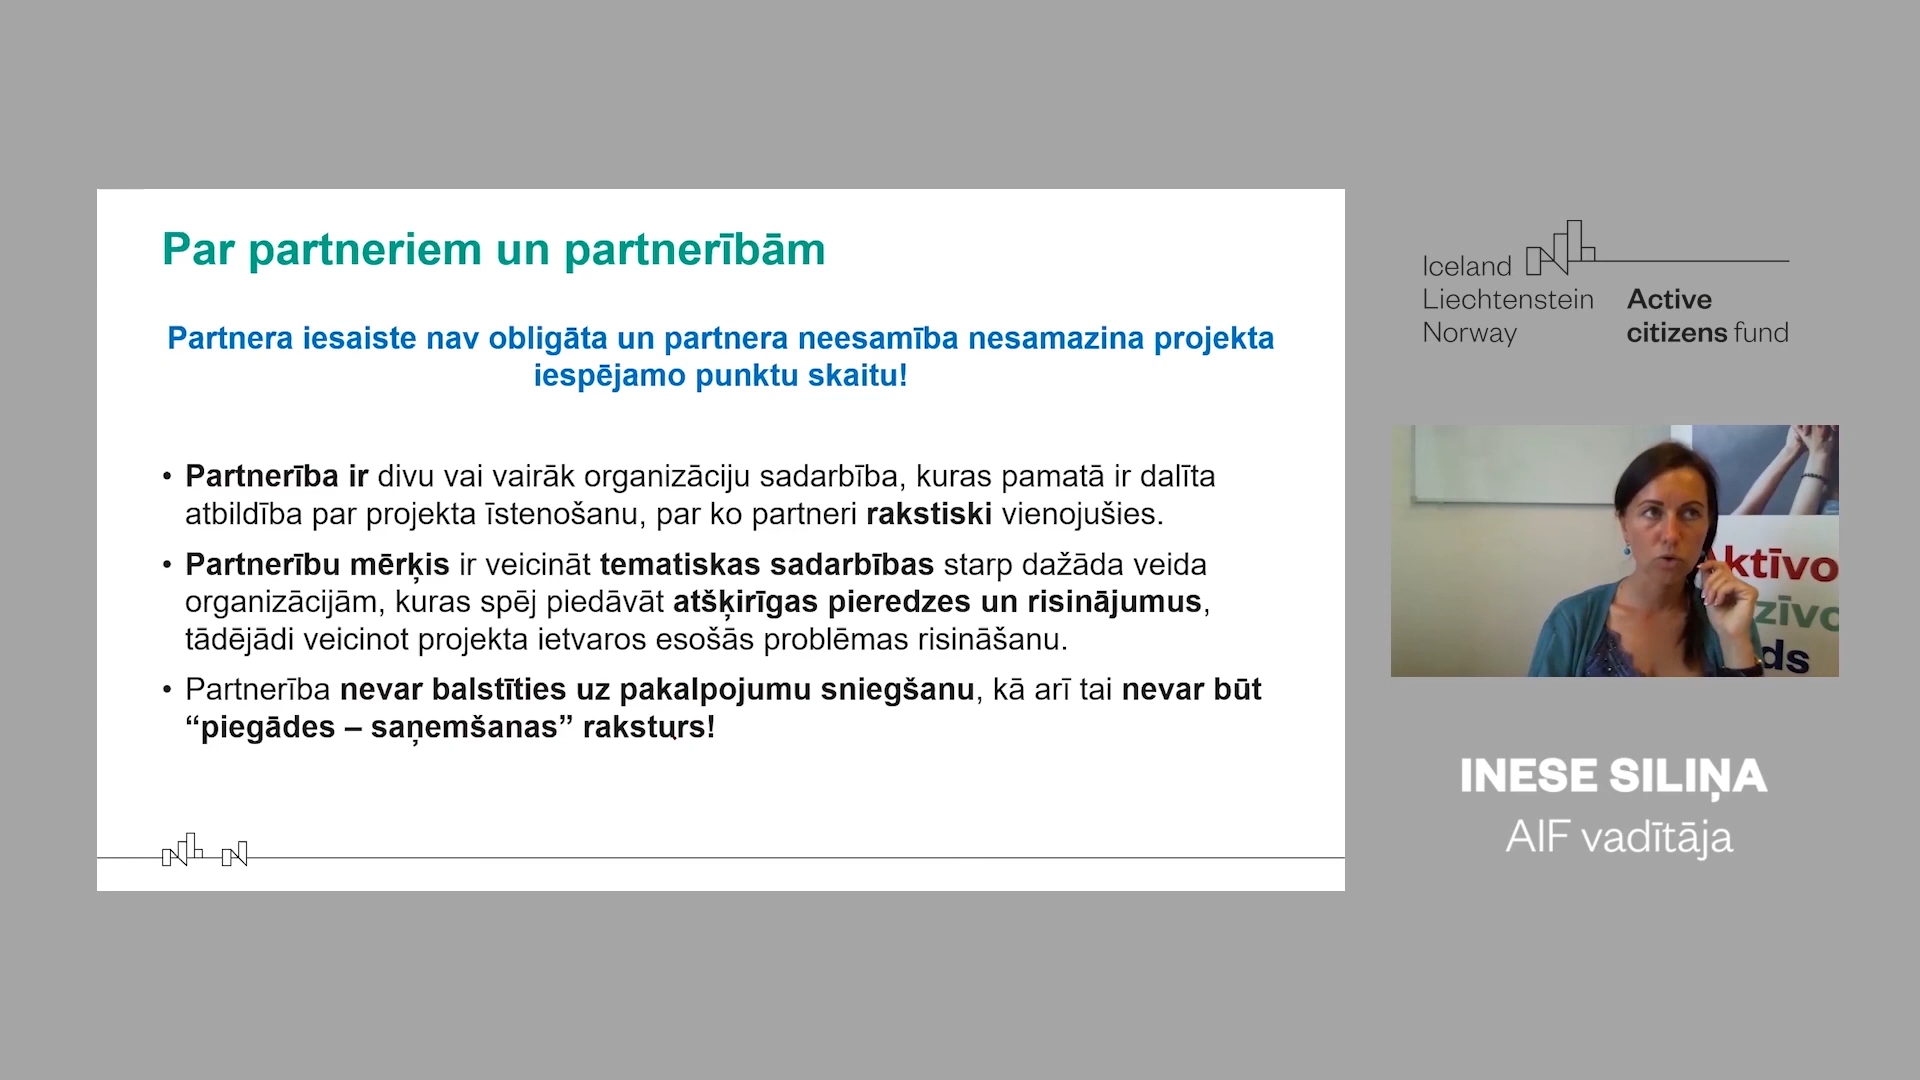 Par partneriem un partnerībām
Partnera iesaiste nav obligāta un partnera neesamība nesamazina projekta
iespējamo punktu skaitu!
• Partnerība ir divu vai vairāk organizāciju sadarbība, kuras pamatā ir dalīta
atbildība par projekta īstenošanu, par ko partneri rakstiski vienojušies.
• Partnerību mērķis ir veicināt tematiskas sadarbības starp dažāda veida
organizācijām, kuras spēj piedāvāt atšķirīgas pieredzes un risinājumus,
tādējādi veicinot projekta ietvaros esošās problēmas risināšanu.
• Partnerība nevar balstīties uz pakalpojumu sniegšanu, kā arī tai nevar būt
“piegādes – saņemšanas” raksturs!
Iceland
Liechtenstein
Norway
Active
citizens fund
ktīvo
zīvo
ds
INESE SILIŅA
AIF vadītāja